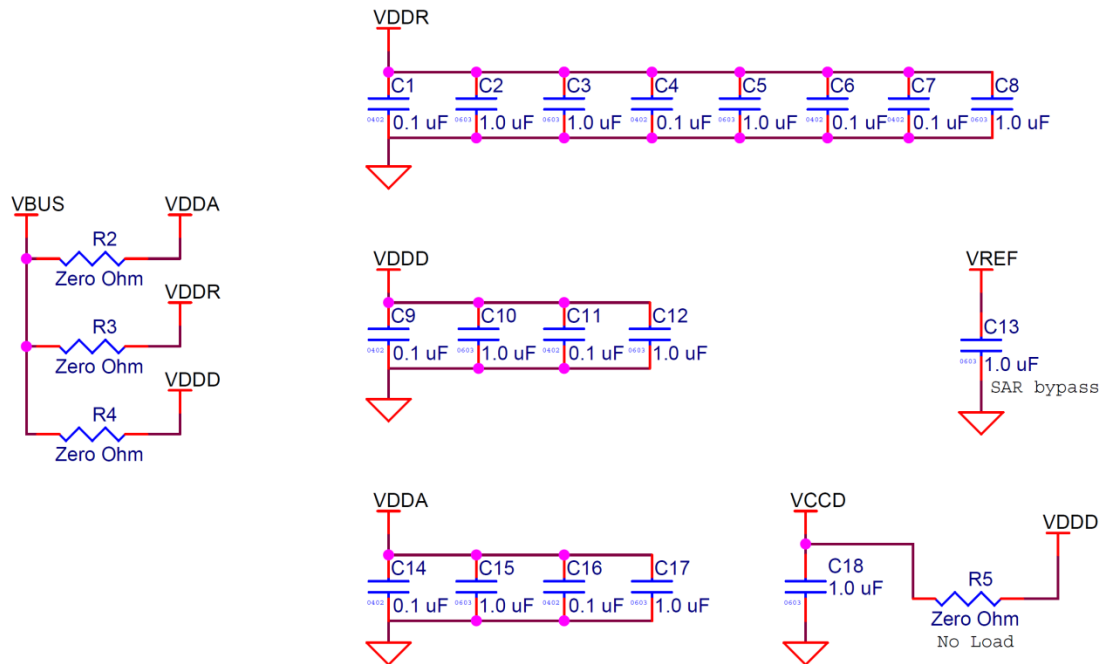 VDDR
C1 C2 C3 C4 C5 C6 C7 C8
0402 0.1 uF 0603 1.0 uF 0603 1.0 uF 0402 0.1 uF 0603 1.0 uF 0402 0.1 uF 0402 0.1 uF 0603 1.0 uF
VBUS VDDA
R2
Zero Ohm
VDDR
R3
Zero Ohm
VDDD
R4
Zero Ohm
VDDD
C9 C10 C11 C12
0402 0.1 uF 0603 1.0 uF 0402 0.1 uF 0603 1.0 uF
VREF
C13
0603 1.0 uF
SAR bypass
VDDA
C14 C15 C16 C17
0402 0.1 uF 0603 1.0 uF 0402 0.1 uF 0603 1.0 uF
VCCD
C18
1.0 uF
0603
VDDD
R5
Zero Ohm
No Load